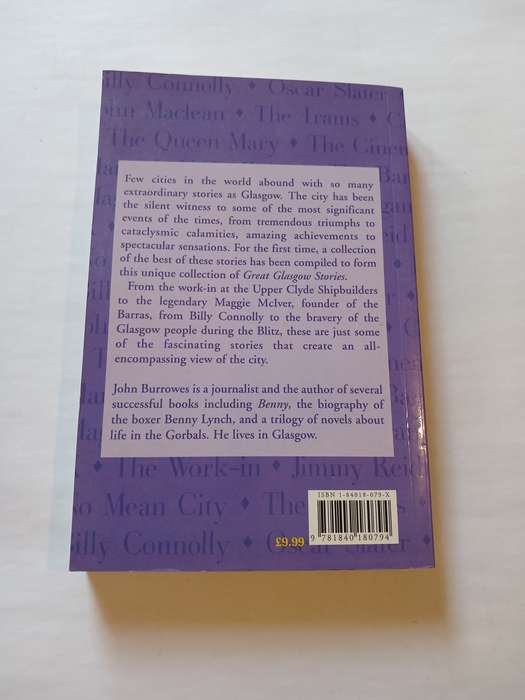 Billy Connolly ♦ Oscar Slater
John Maclean ♦ The Trams ♦
The Queen Mary ♦ The
Few cities in the world abound with so many
extraordinary stories as Glasgow. The city has been
the silent witness to some of the most significant
events of the times, from tremendous triumphs to
cataclysmic calamities, amazing achievements to
spectacular sensations. For the first time, a collection
of the best of these stories has been compiled to form
this unique collection of Great Glasgow Stories.
From the work-in at the Upper Clyde Shipbuilders
to the legendary Maggie McIver, founder of the
Barras, from Billy Connolly to the bravery of the
Glasgow people during the Blitz, these are just some
of the fascinating stories that create an all-
encompassing view of the city.
John Burrowes is a journalist and the author of several
successful books including Benny, the biography of
the boxer Benny Lynch, and a trilogy of novels about
life in the Gorbals. He lives in Glasgow.
♦ The Work-in ♦ Jimmy Reid
No Mean City ♦ The
Billy Connolly ♦ Oscar Slater ♦
ISBN 1-84018-079-X
9 781840 180794
£9.99